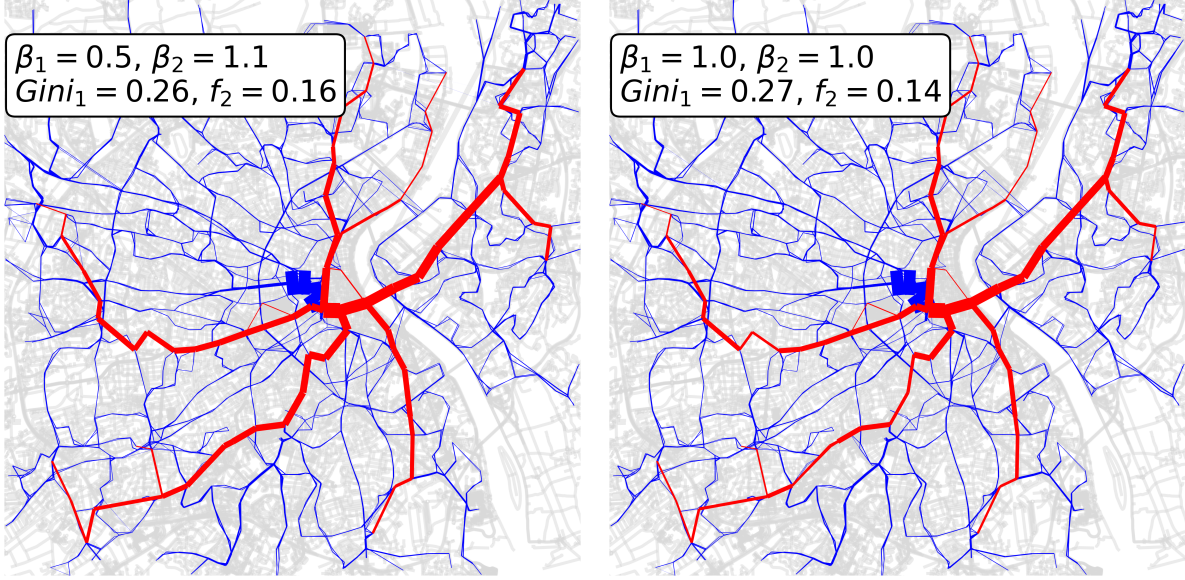 β₁ = 0.5, β₂ = 1.1
Gini₁ = 0.26, f₂ = 0.16
β₁ = 1.0, β₂ = 1.0
Gini₁ = 0.27, f₂ = 0.14